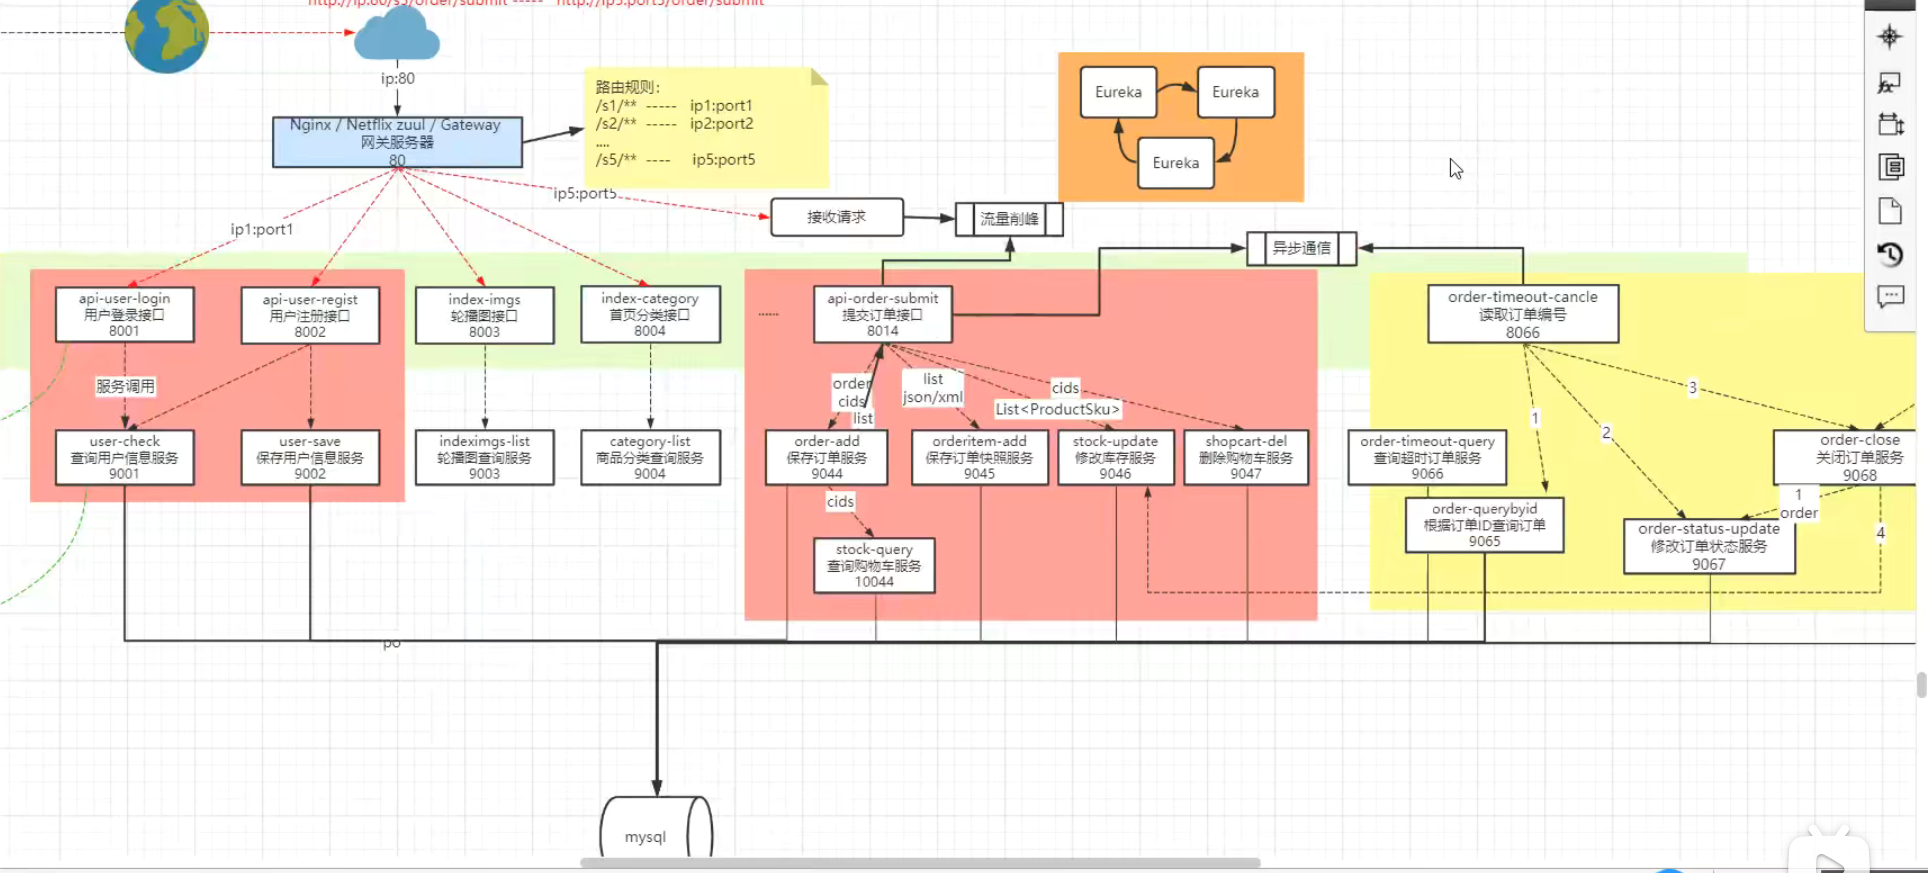 http://ip:80/s5/order/submit ----- http://ip5:port5/order/submit
ip:80
Nginx / Netflix zuul / Gateway
网关服务器
80
路由规则:
/s1/** ----- ip1:port1
/s2/** ----- ip2:port2
....
/s5/** ---- ip5:port5
Eureka
Eureka
Eureka
ip5:port5
ip1:port1
接收请求
流量削峰
异步通信
api-user-login
用户登录接口
8001
api-user-regist
用户注册接口
8002
index-imgs
轮播图接口
8003
index-category
首页分类接口
8004
......
api-order-submit
提交订单接口
8014
order-timeout-cancle
读取订单编号
8066
服务调用
order
cids
list
list
json/xml
cids
List<ProductSku>
1
2
3
user-check
查询用户信息服务
9001
user-save
保存用户信息服务
9002
indeximgs-list
轮播图查询服务
9003
category-list
商品分类查询服务
9004
order-add
保存订单服务
9044
orderitem-add
保存订单快照服务
9045
stock-update
修改库存服务
9046
shopcart-del
删除购物车服务
9047
order-timeout-query
查询超时订单服务
9066
order-close
关闭订单服务
9068
cids
order-querybyid
根据订单ID查询订单
9065
1
order
order-status-update
修改订单状态服务
9067
4
stock-query
查询购物车服务
10044
po
mysql